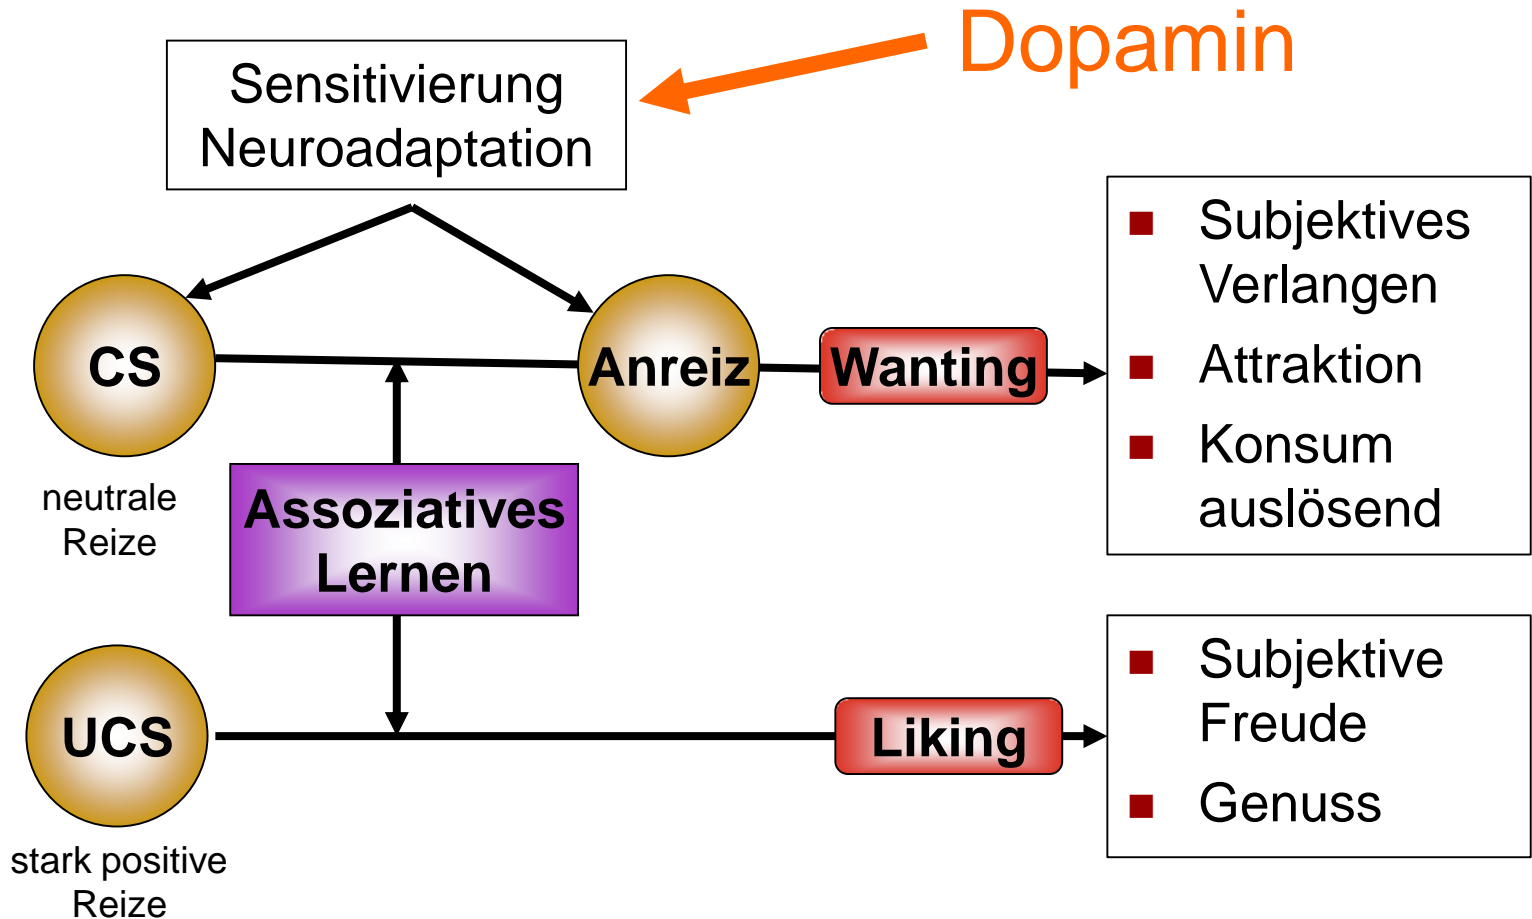 Dopamin
Sensitivierung
Neuroadaptation
CS
neutrale
Reize
Anreiz
Wanting
Subjektives
Verlangen
Attraktion
Konsum
auslösend
Assoziatives
Lernen
UCS
stark positive
Reize
Liking
Subjektive
Freude
Genuss